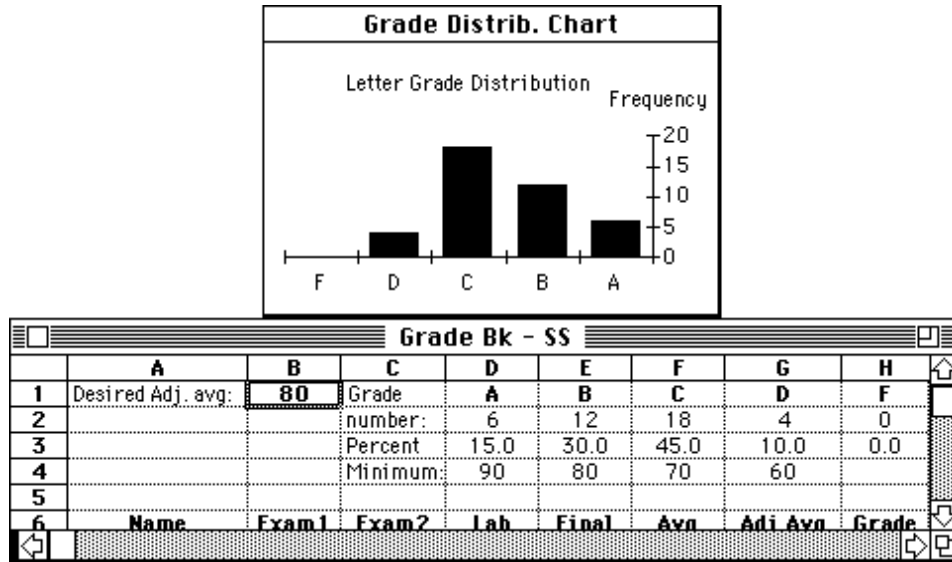 Grade Distrib. Chart
Letter Grade Distribution
Frequency
20
15
10
5
0
F D C B A
Grade Bk - SS
A B C D E F G H
1 Desired Adj. avg: 80 Grade A B C D F
2 number: 6 12 18 4 0
3 Percent 15.0 30.0 45.0 10.0 0.0
4 Minimum: 90 80 70 60
5
6 Name Exam1 Exam2 Lab Final Avg Adj Avg Grade